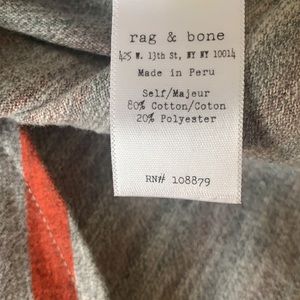 rag & bone
425 W. 13th St, NY NY 10014
Made in Peru
Self/Majeur
80% Cotton/Coton
20% Polyester
RN# 108879